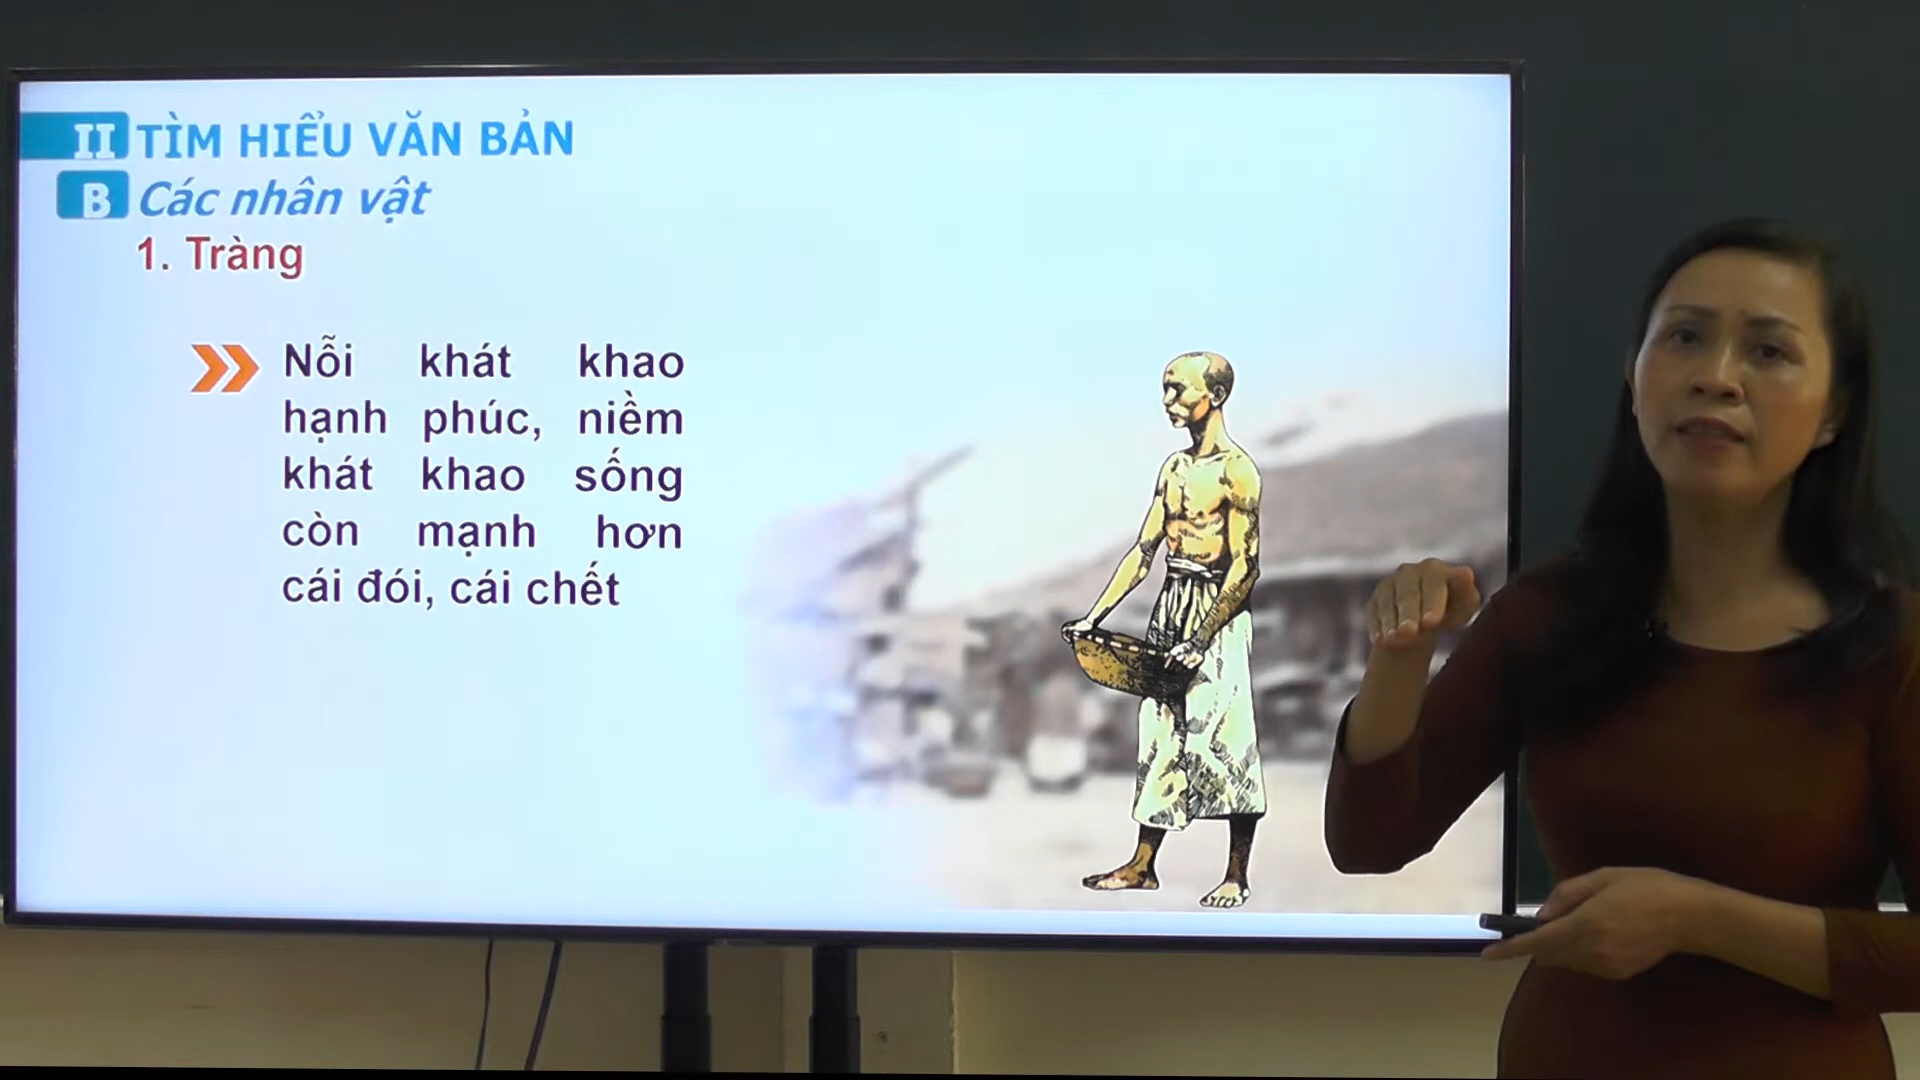 II TÌM HIỂU VĂN BẢN
B Các nhân vật
1. Tràng
Nỗi khát khao
hạnh phúc, niềm
khát khao sống
còn mạnh hơn
cái đói, cái chết